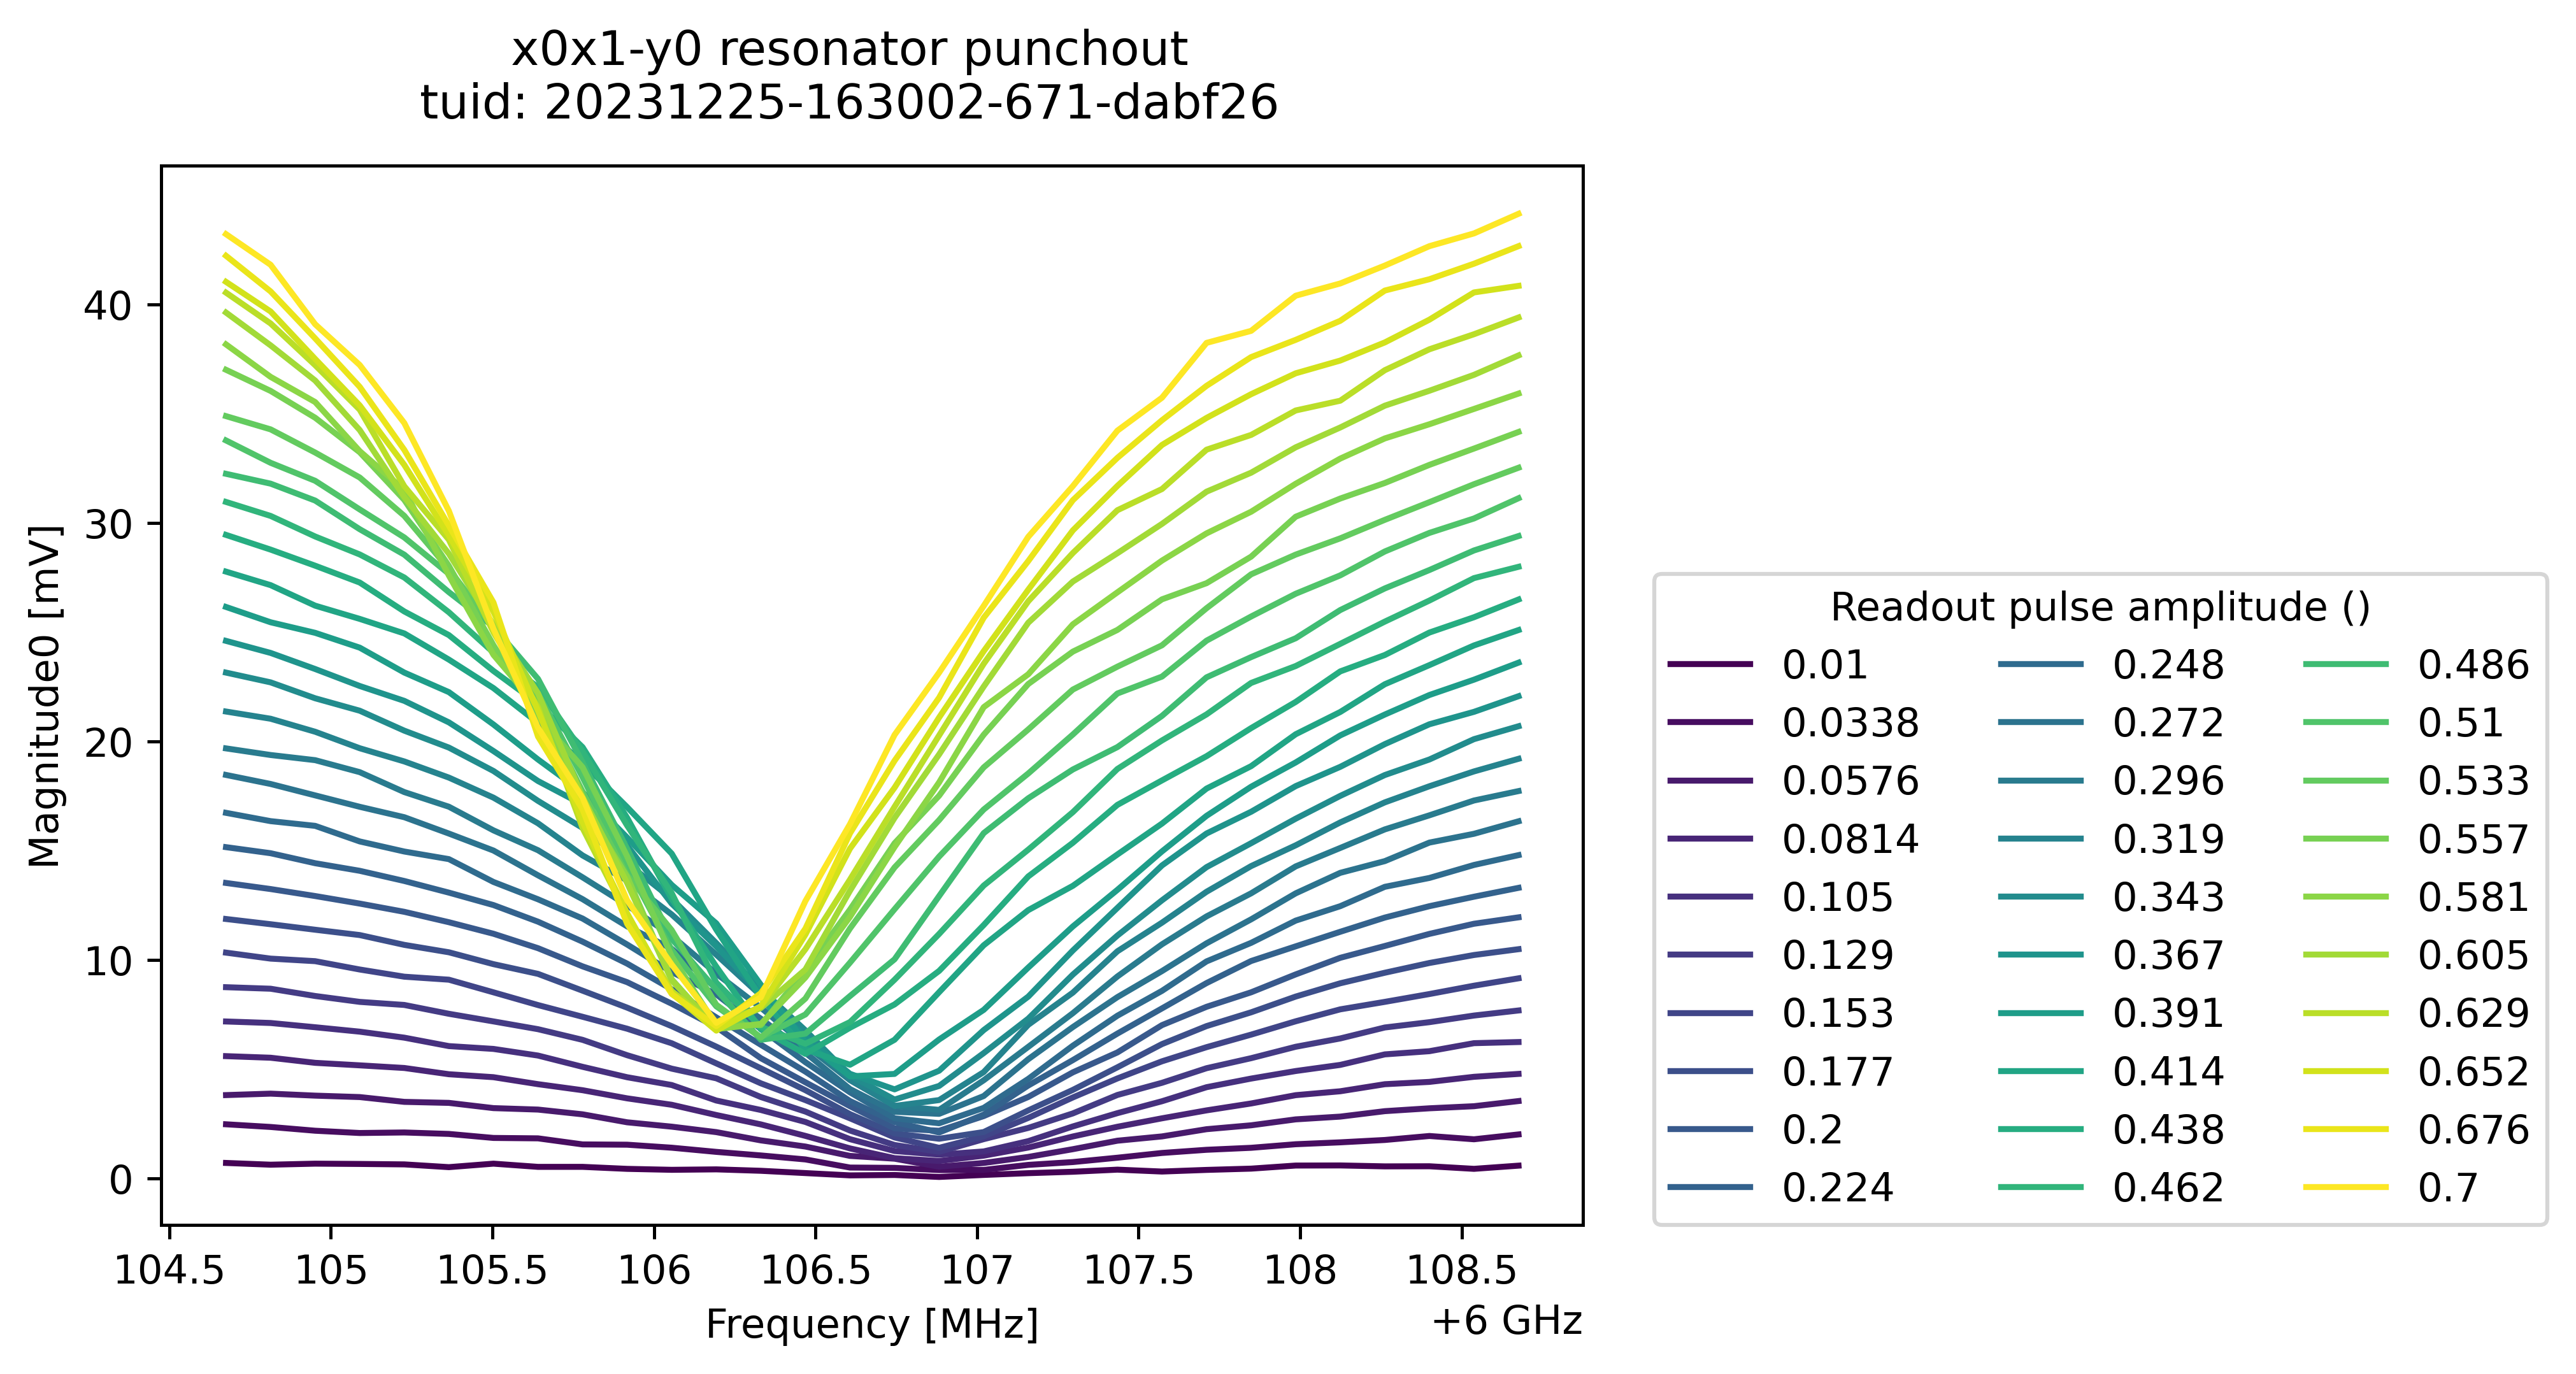 x0x1-y0 resonator punchout
tuid: 20231225-163002-671-dabf26
Magnitude0 [mV]
40
30
20
10
0
104.5 105 105.5 106 106.5 107 107.5 108 108.5
Frequency [MHz]
+6 GHz
Readout pulse amplitude ()
0.01 0.248 0.486
0.0338 0.272 0.51
0.0576 0.296 0.533
0.0814 0.319 0.557
0.105 0.343 0.581
0.129 0.367 0.605
0.153 0.391 0.629
0.177 0.414 0.652
0.2 0.438 0.676
0.224 0.462 0.7